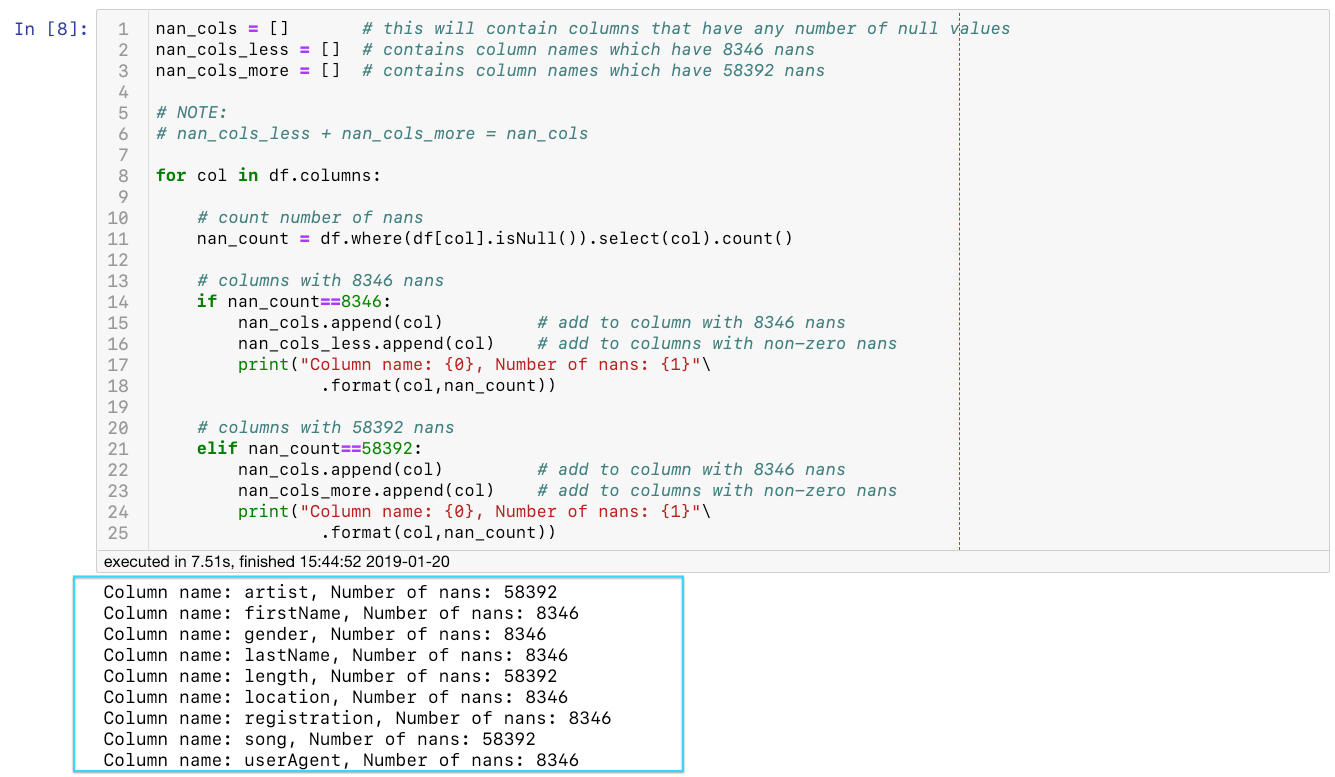 In [8]:
1 nan_cols = []       # this will contain columns that have any number of null values
2 nan_cols_less = []  # contains column names which have 8346 nans
3 nan_cols_more = []  # contains column names which have 58392 nans
4
5 # NOTE:
6 # nan_cols_less + nan_cols_more = nan_cols
7
8 for col in df.columns:
9
10     # count number of nans
11     nan_count = df.where(df[col].isNull()).select(col).count()
12
13     # columns with 8346 nans
14     if nan_count==8346:
15         nan_cols.append(col)         # add to column with 8346 nans
16         nan_cols_less.append(col)    # add to columns with non-zero nans
17         print("Column name: {0}, Number of nans: {1}"\
18                 .format(col,nan_count))
19
20     # columns with 58392 nans
21     elif nan_count==58392:
22         nan_cols.append(col)         # add to column with 8346 nans
23         nan_cols_more.append(col)    # add to columns with non-zero nans
24         print("Column name: {0}, Number of nans: {1}"\
25                 .format(col,nan_count))
executed in 7.51s, finished 15:44:52 2019-01-20
Column name: artist, Number of nans: 58392
Column name: firstName, Number of nans: 8346
Column name: gender, Number of nans: 8346
Column name: lastName, Number of nans: 8346
Column name: length, Number of nans: 58392
Column name: location, Number of nans: 8346
Column name: registration, Number of nans: 8346
Column name: song, Number of nans: 58392
Column name: userAgent, Number of nans: 8346